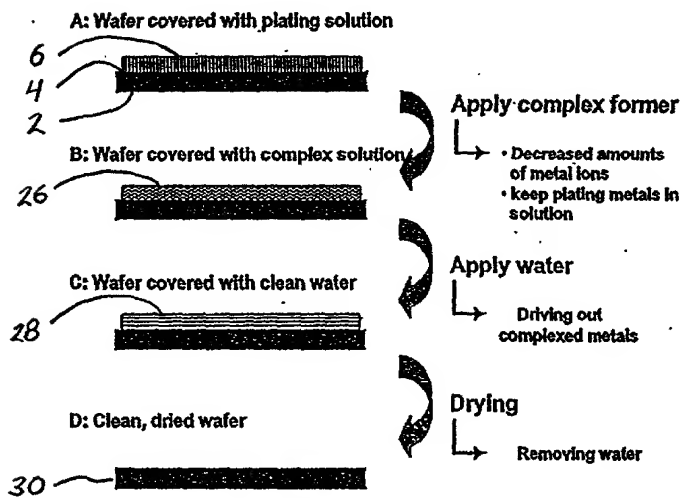 A: Wafer covered with plating solution
6
4
2
Apply complex former
• Decreased amounts
of metal ions
• keep plating metals in
solution
B: Wafer covered with complex solution
26
Apply water
Driving out
complexed metals
C: Wafer covered with clean water
28
Drying
Removing water
D: Clean, dried wafer
30